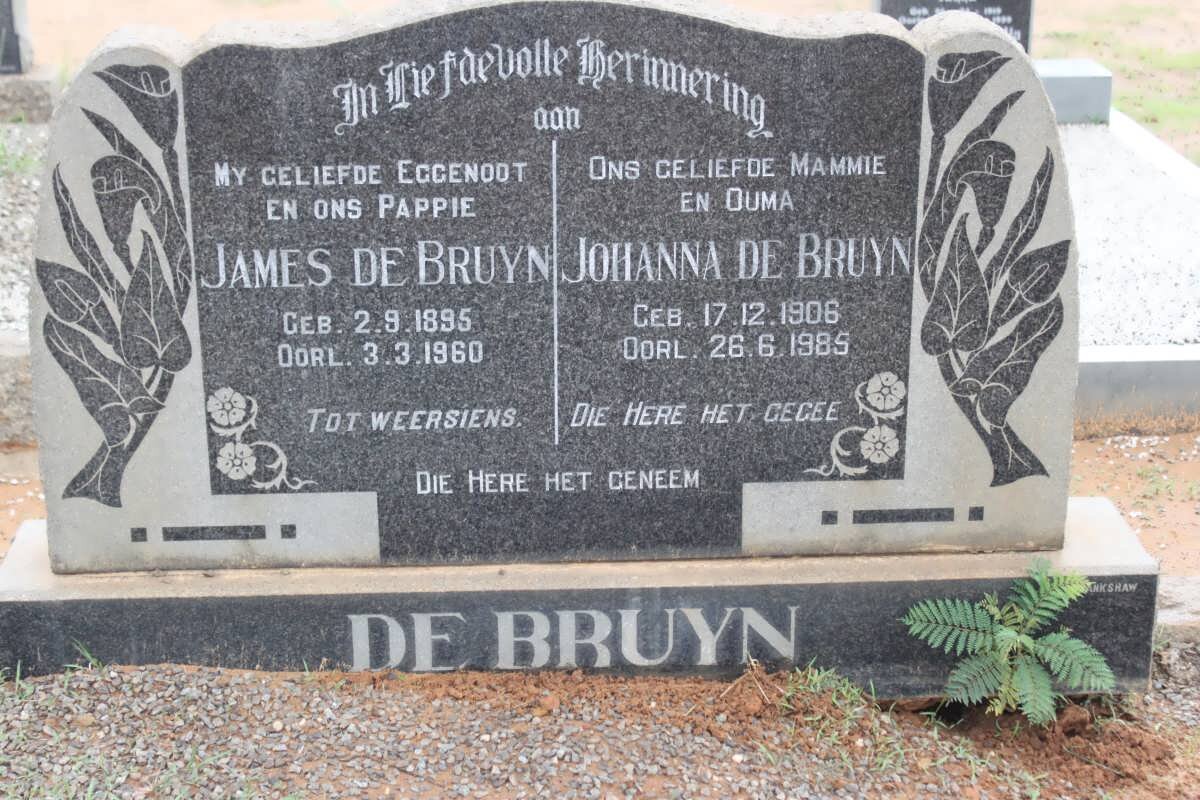 In Liefdevolle Herinnering
aan
MY GELIEFDE EGGENOOT
EN ONS PAPPIE
JAMES DE BRUYN
GEB. 2.9.1895
OORL. 3.3.1960
TOT WEERSIENS.
ONS GELIEFDE MAMMIE
EN OUMA
JOHANNA DE BRUYN
GEB. 17.12.1906
OORL. 26.6.1985
DIE HERE HET GEGEE
DIE HERE HET GENEEM
DE BRUYN